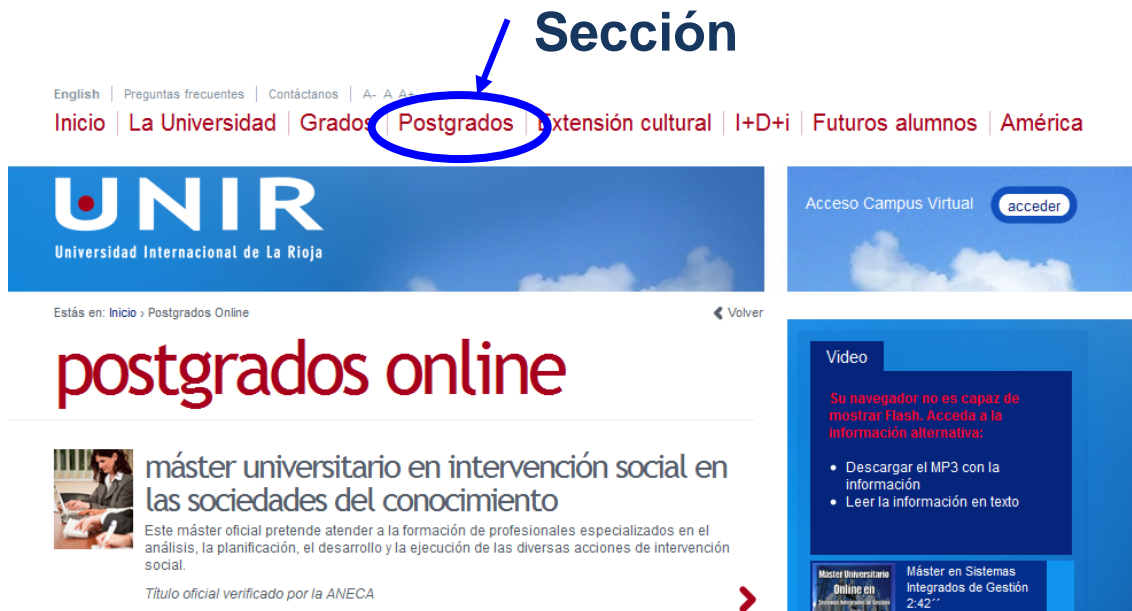 Sección
English | Preguntas frecuentes | Contáctanos | A- A A+
Inicio | La Universidad | Grados | Postgrados | Extensión cultural | I+D+i | Futuros alumnos | América
UNIR
Universidad Internacional de La Rioja
Acceso Campus Virtual acceder
Estás en: Inicio › Postgrados Online
Volver
postgrados online
máster universitario en intervención social en
las sociedades del conocimiento
Este máster oficial pretende atender a la formación de profesionales especializados en el
análisis, la planificación, el desarrollo y la ejecución de las diversas acciones de intervención
social.
Título oficial verificado por la ANECA
Video
Su navegador no es capaz de
mostrar Flash. Acceda a la
información alternativa:
• Descargar el MP3 con la
información
• Leer la información en texto
Máster Universitario
Online en
Sistemas Integrados de Gestión
Máster en Sistemas
Integrados de Gestión
2:42´´